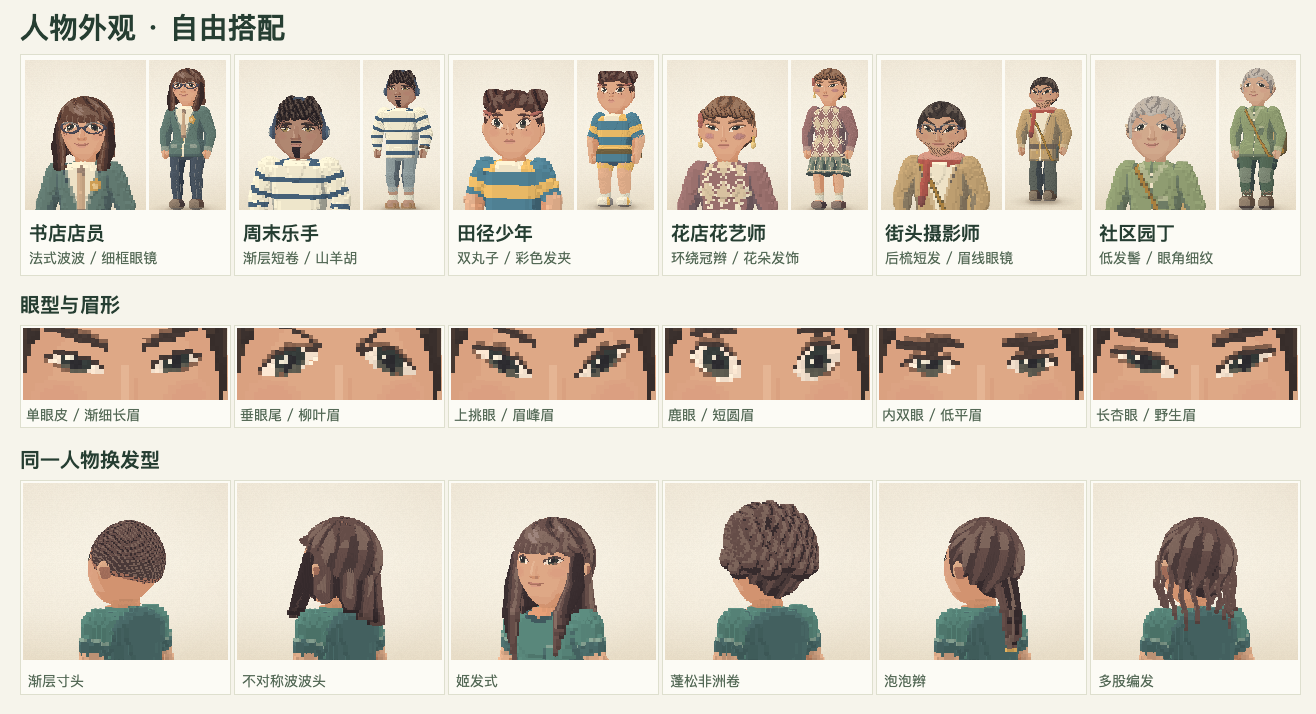 人物外观 · 自由搭配
书店店员
法式波波 / 细框眼镜
周末乐手
渐层短卷 / 山羊胡
田径少年
双丸子 / 彩色发夹
花店花艺师
环绕冠辫 / 花朵发饰
街头摄影师
后梳短发 / 眉线眼镜
社区园丁
低发髻 / 眼角细纹
眼型与眉形
单眼皮 / 渐细长眉
垂眼尾 / 柳叶眉
上挑眼 / 眉峰眉
鹿眼 / 短圆眉
内双眼 / 低平眉
长杏眼 / 野生眉
同一人物换发型
渐层寸头
不对称波波头
姬发式
蓬松非洲卷
泡泡辫
多股编发